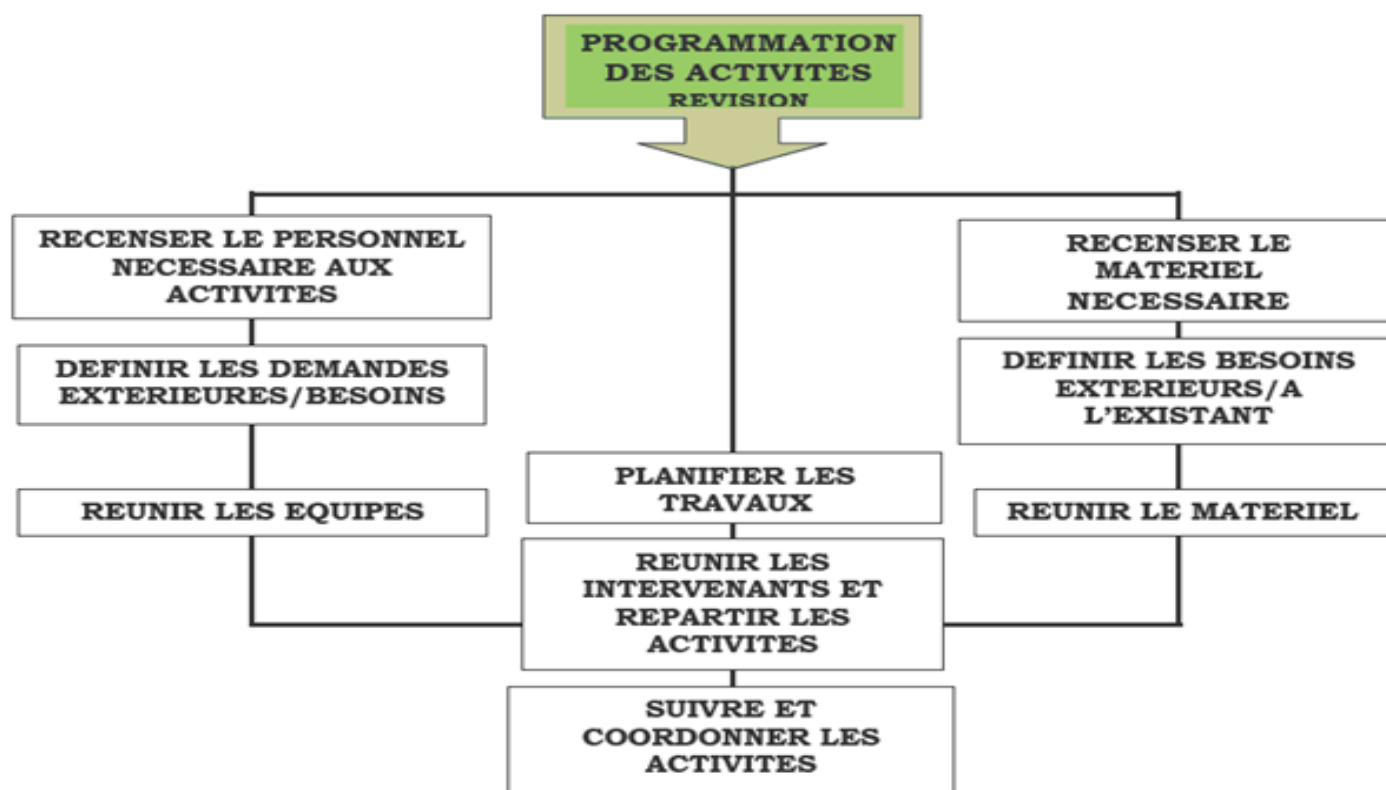 PROGRAMMATION
DES ACTIVITES
REVISION
RECENSER LE PERSONNEL
NECESSAIRE AUX
ACTIVITES
DEFINIR LES DEMANDES
EXTERIEURES/BESOINS
REUNIR LES EQUIPES
PLANIFIER LES
TRAVAUX
RECENSER LE
MATERIEL
NECESSAIRE
DEFINIR LES BESOINS
EXTERIEURS/A
L'EXISTANT
REUNIR LE MATERIEL
REUNIR LES
INTERVENANTS ET
REPARTIR LES
ACTIVITES
SUIVRE ET
COORDONNER LES
ACTIVITES